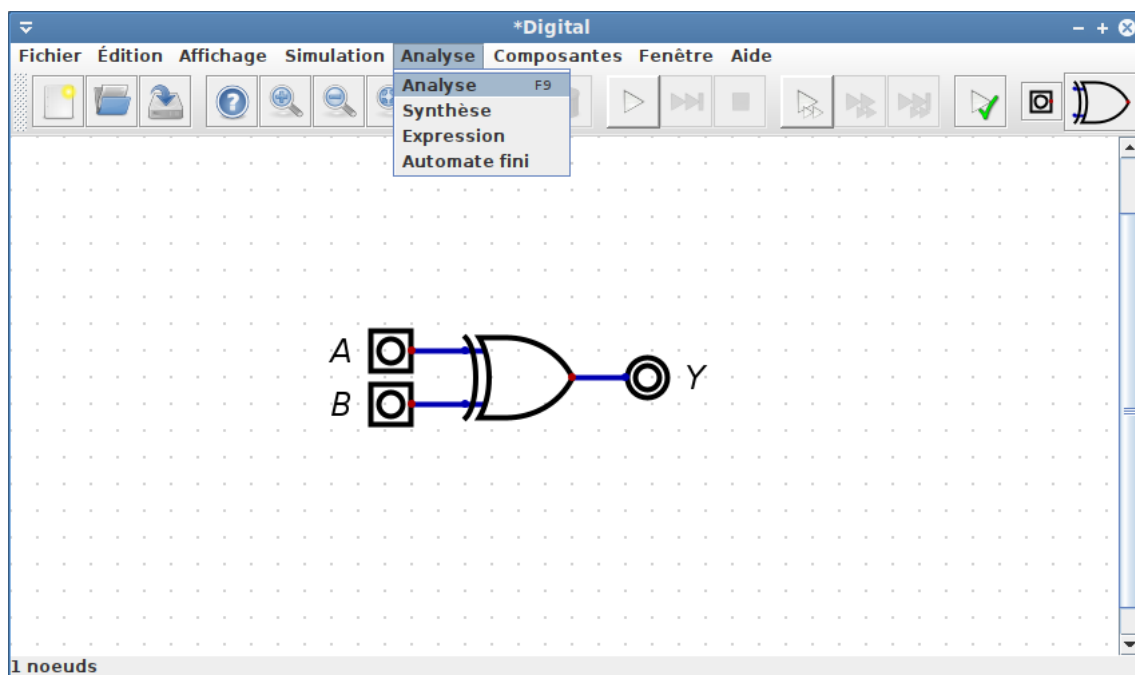 *Digital
Fichier Édition Affichage Simulation Analyse Composantes Fenêtre Aide
Analyse F9
Synthèse
Expression
Automate fini
A
Y
B
1 noeuds